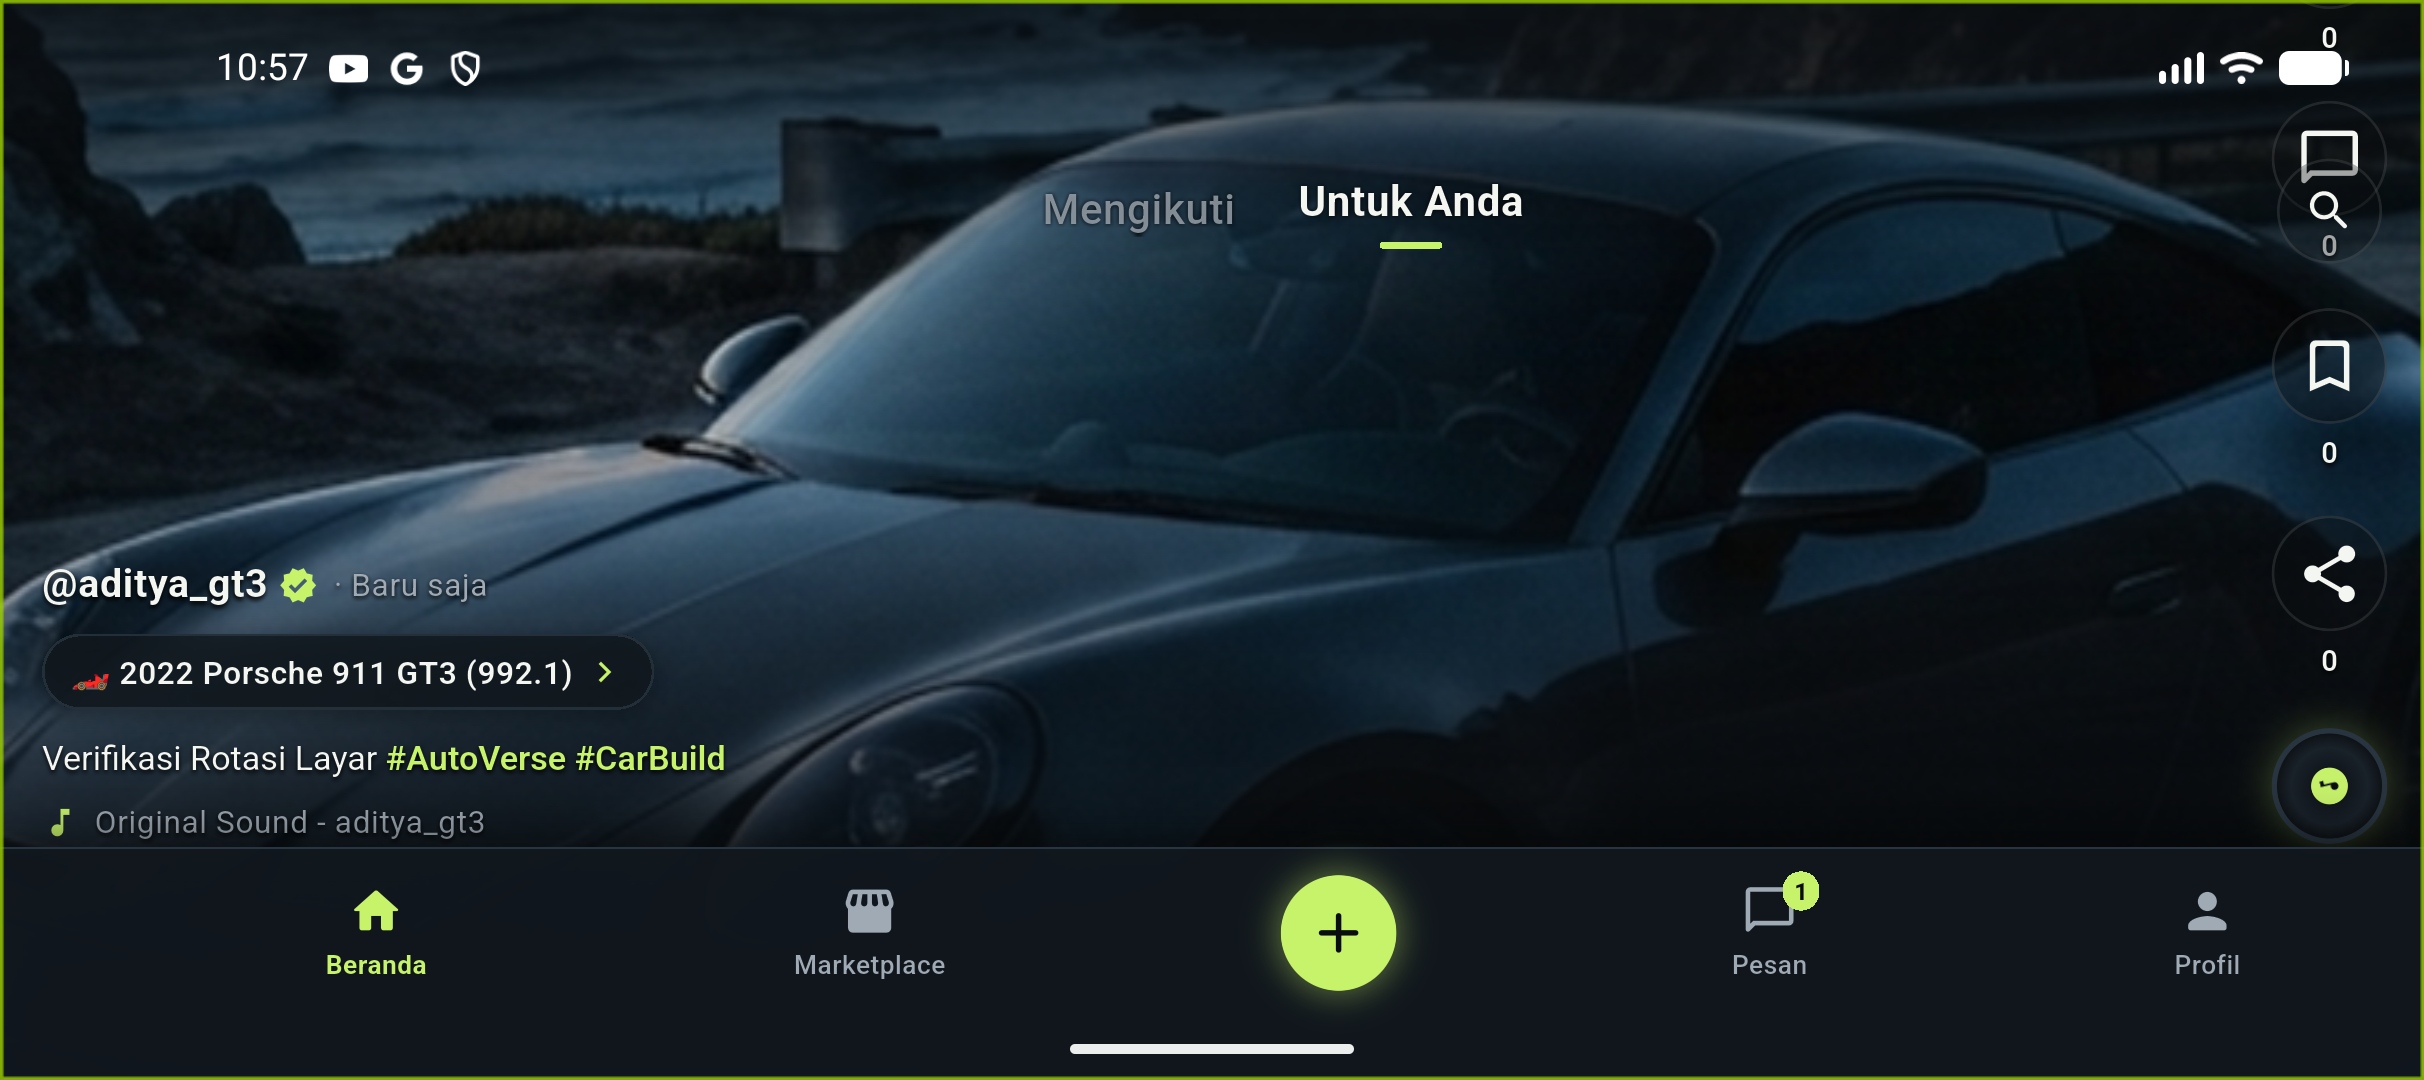 10:57
0
Mengikuti
Untuk Anda
0
0
0
@aditya_gt3 · Baru saja
2022 Porsche 911 GT3 (992.1)
Verifikasi Rotasi Layar #AutoVerse #CarBuild
Original Sound - aditya_gt3
Beranda
Marketplace
1
Pesan
Profil